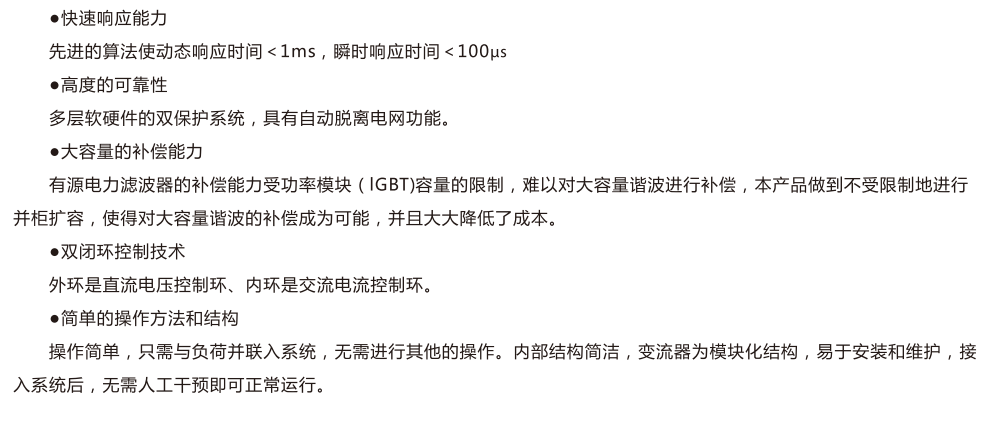 ●快速响应能力
先进的算法使动态响应时间<1ms，瞬时响应时间<100μs
●高度的可靠性
多层软硬件的双保护系统，具有自动脱离电网功能。
●大容量的补偿能力
有源电力滤波器的补偿能力受功率模块（IGBT)容量的限制，难以对大容量谐波进行补偿，本产品做到不受限制地进行
并柜扩容，使得对大容量谐波的补偿成为可能，并且大大降低了成本。
●双闭环控制技术
外环是直流电压控制环、内环是交流电流控制环。
●简单的操作方法和结构
操作简单，只需与负荷并联入系统，无需进行其他的操作。内部结构简洁，变流器为模块化结构，易于安装和维护，接
入系统后，无需人工干预即可正常运行。